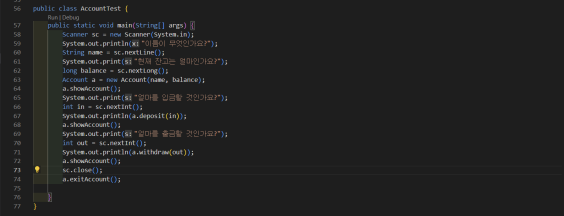 56 public class AccountTest {
Run | Debug
57 public static void main(String[] args) {
58 Scanner sc = new Scanner(System.in);
59 System.out.println(x:"이름이 무엇인가요?");
60 String name = sc.nextLine();
61 System.out.print(s:"현재 잔고는 얼마인가요?");
62 long balance = sc.nextLong();
63 Account a = new Account(name, balance);
64 a.showAccount();
65 System.out.print(s:"얼마를 입금할 것인가요?");
66 int in = sc.nextInt();
67 System.out.println(a.deposit(in));
68 a.showAccount();
69 System.out.print(s:"얼마를 출금할 것인가요?");
70 int out = sc.nextInt();
71 System.out.println(a.withdraw(out));
72 a.showAccount();
73 sc.close();
74 a.exitAccount();
75
76 }
77 }